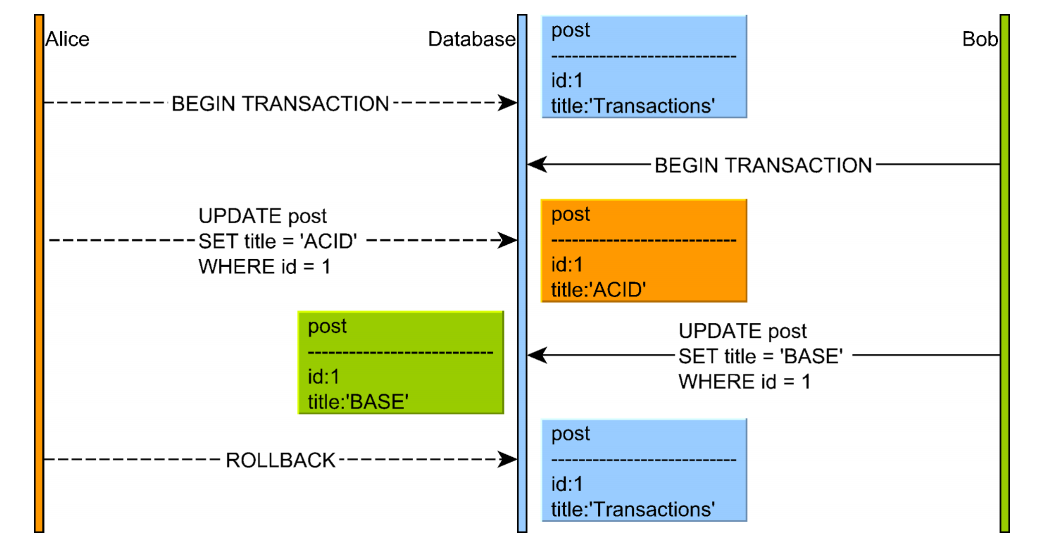 Alice
Database
Bob
post
---------------------------
id:1
title:'Transactions'
BEGIN TRANSACTION
BEGIN TRANSACTION
UPDATE post
SET title = 'ACID'
WHERE id = 1
post
---------------------------
id:1
title:'ACID'
post
---------------------------
id:1
title:'BASE'
UPDATE post
SET title = 'BASE'
WHERE id = 1
ROLLBACK
post
---------------------------
id:1
title:'Transactions'